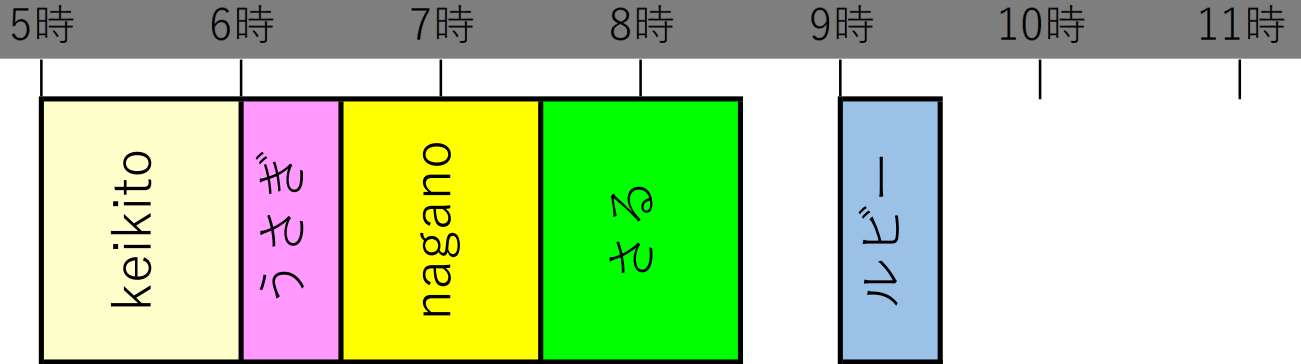 5時 6時 7時 8時 9時 10時 11時
keikito
うさぎ
nagano
さる
ルビー